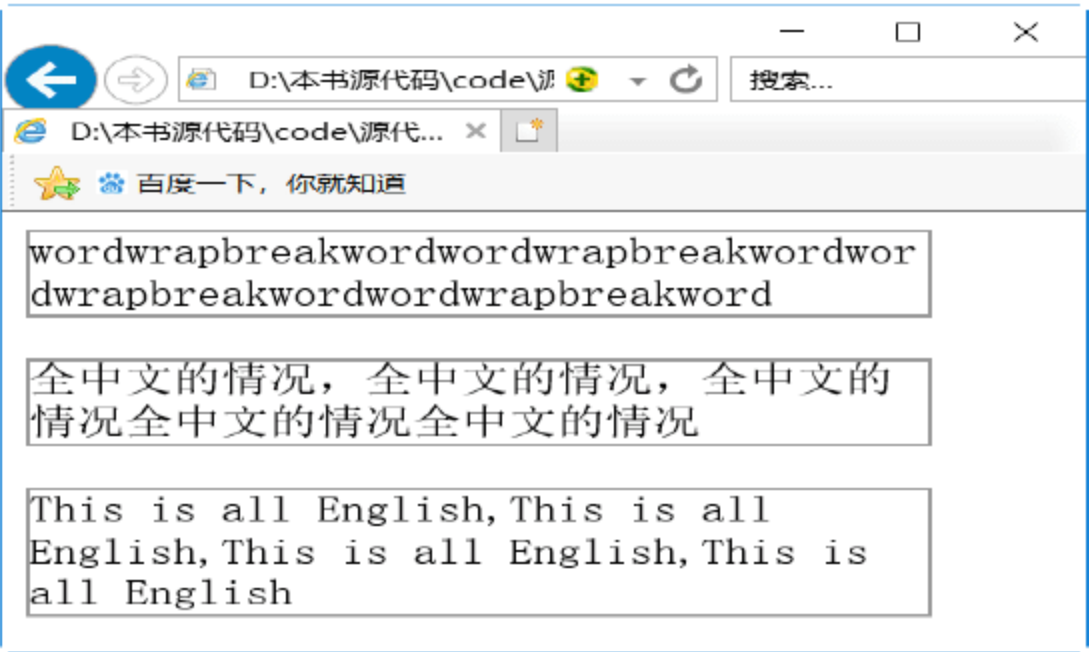 D:\本书源代码\code\源
搜索...
D:\本书源代码\code\源代...
百度一下，你就知道
wordwrapbreakwordwordwrapbreakwordwor
dwrapbreakwordwordwrapbreakword
全中文的情况，全中文的情况，全中文的
情况全中文的情况全中文的情况
This is all English,This is all
English,This is all English,This is
all English